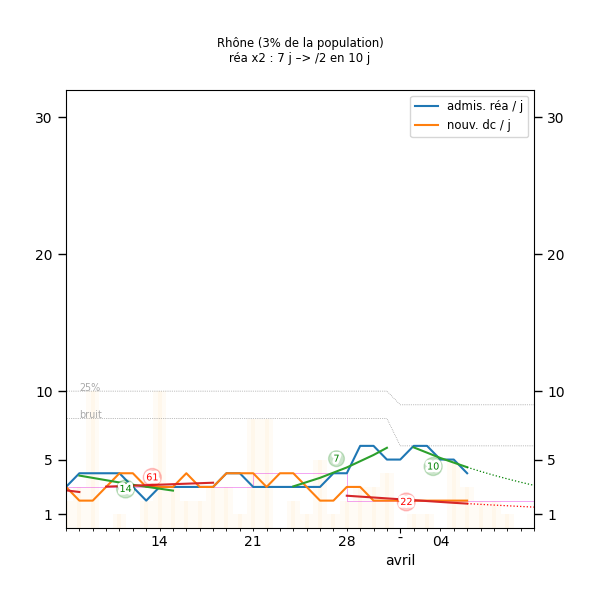 Rhône (3% de la population)
réa x2 : 7 j –> /2 en 10 j
admis. réa / j
nouv. dc / j
30 30
20 20
10 10
5 5
1 1
25%
bruit
14
61
7
22
10
14 21 28 - 04
avril